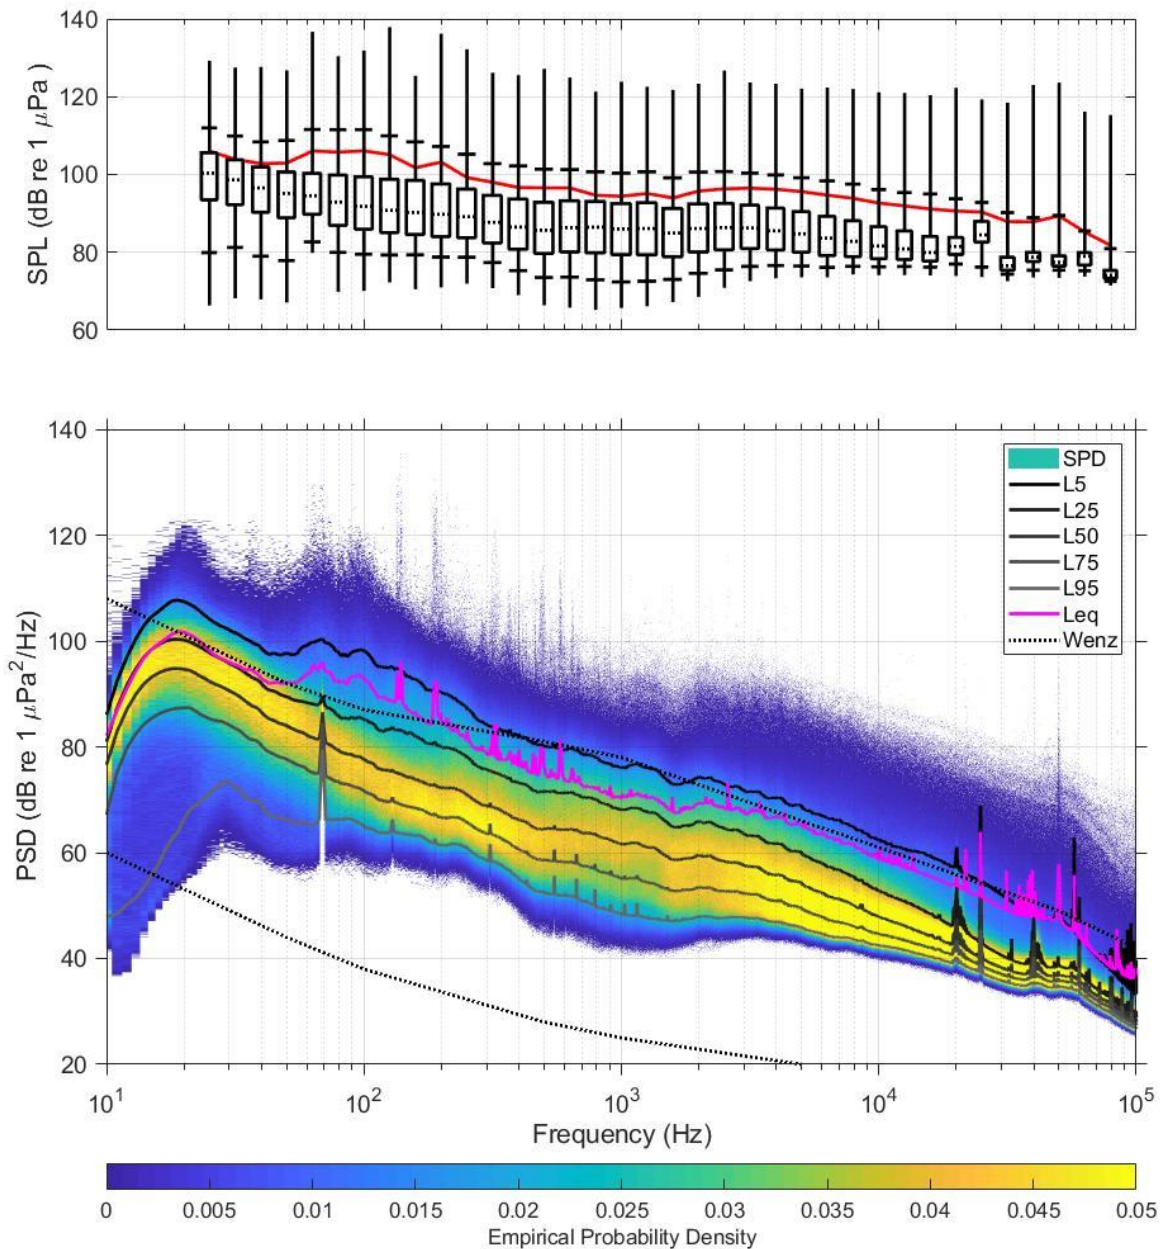 140
120
100
80
60
SPL (dB re 1 μPa )
140
120
100
80
60
40
20
PSD (dB re 1 μPa²/Hz)
SPD
L5
L25
L50
L75
L95
Leq
Wenz
10¹ 10² 10³ 10⁴ 10⁵
Frequency (Hz)
0 0.005 0.01 0.015 0.02 0.025 0.03 0.035 0.04 0.045 0.05
Empirical Probability Density